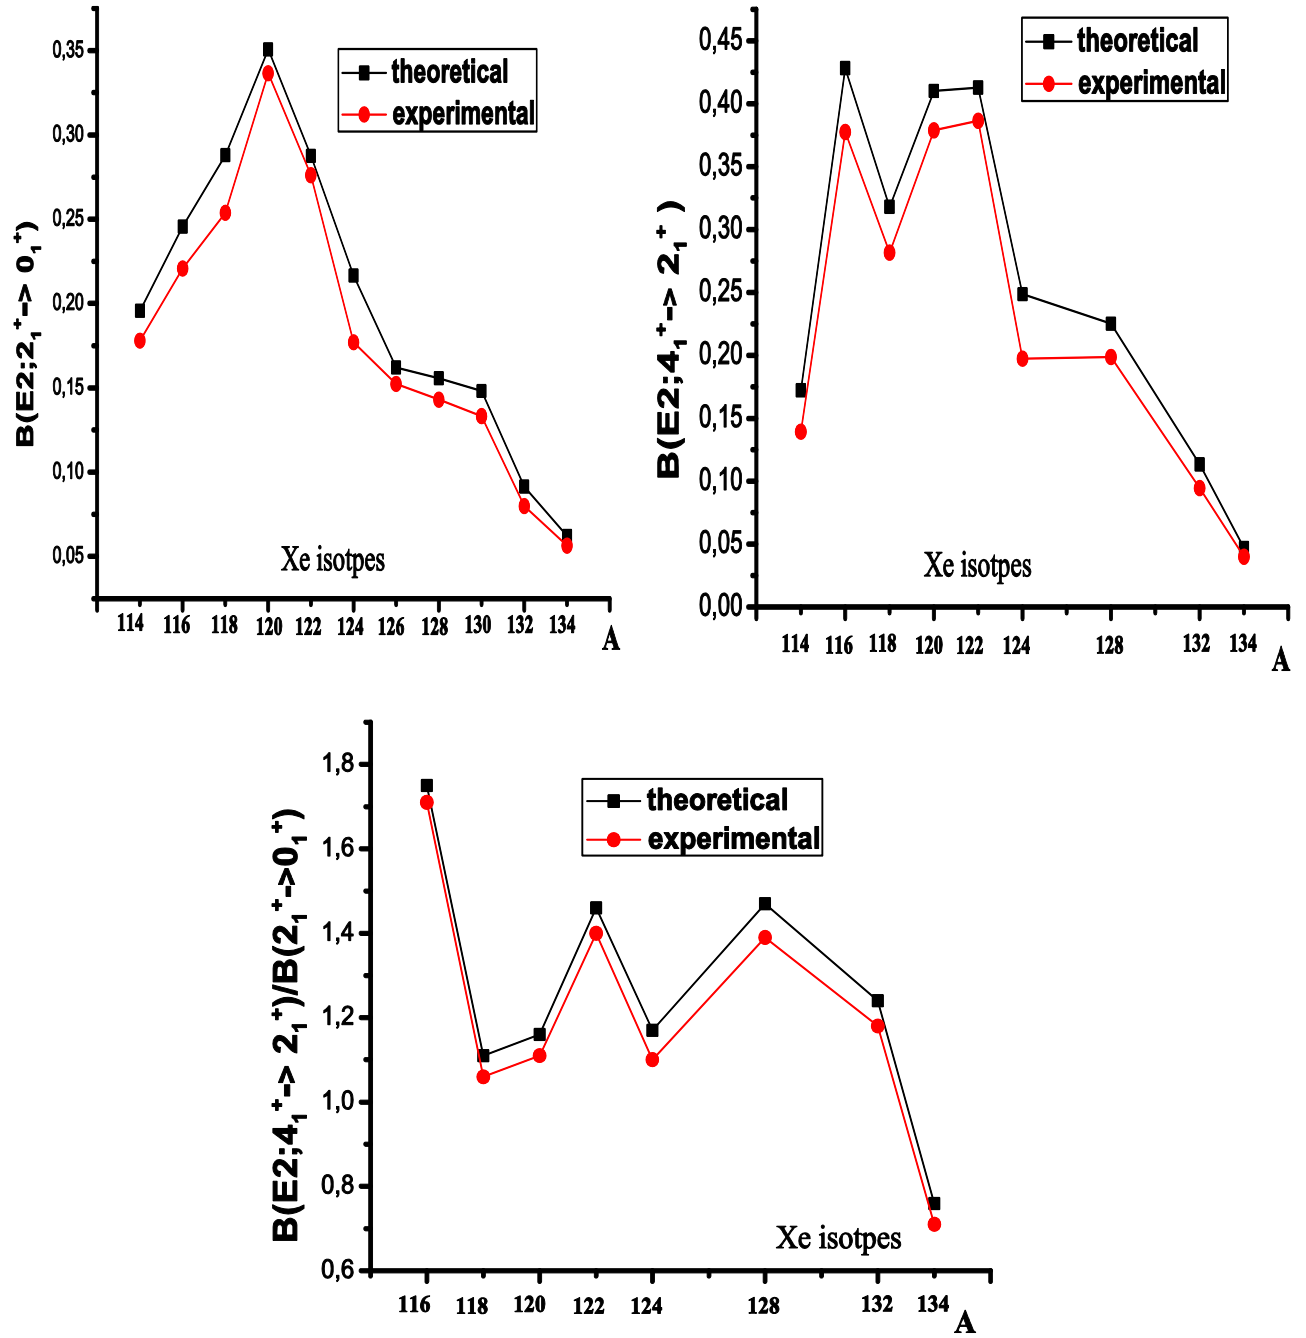 B(E2;2₁⁺-> 0₁⁺)
0,35
0,30
0,25
0,20
0,15
0,10
0,05
theoretical
experimental
Xe isotpes
114 116 118 120 122 124 126 128 130 132 134 A
B(E2;4₁⁺-> 2₁⁺)
0,45
0,40
0,35
0,30
0,25
0,20
0,15
0,10
0,05
0,00
theoretical
experimental
Xe isotpes
114 116 118 120 122 124 128 132 134 A
B(E2;4₁⁺-> 2₁⁺)/B(2₁⁺->0₁⁺)
1,8
1,6
1,4
1,2
1,0
0,8
0,6
theoretical
experimental
Xe isotpes
116 118 120 122 124 128 132 134 A